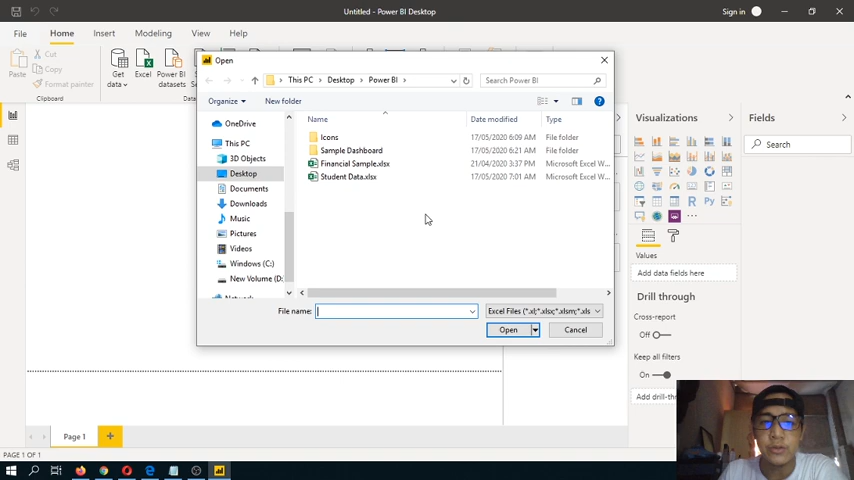 Untitled - Power BI Desktop
Sign in
File
Home
Insert
Modeling
View
Help
Paste
Cut
Copy
Format painter
Clipboard
Get
data
Excel
Power BI
datasets
Open
This PC
Desktop
Power BI
Search Power BI
Organize
New folder
Name
Date modified
Type
OneDrive
This PC
3D Objects
Desktop
Documents
Downloads
Music
Pictures
Videos
Windows (C:)
New Volume (D:
Icons
17/05/2020 6:09 AM
File folder
Sample Dashboard
17/05/2020 6:21 AM
File folder
Financial Sample.xlsx
21/04/2020 3:37 PM
Microsoft Excel W...
Student Data.xlsx
17/05/2020 7:01 AM
Microsoft Excel W...
File name:
Excel Files (*.xl;*.xlsx;*.xlsm;*.xls
Open
Cancel
Visualizations
Fields
Search
R
Py
Values
Add data fields here
Drill through
Cross-report
Off
Keep all filters
On
Add drill-thr
Page 1
PAGE 1 OF 1